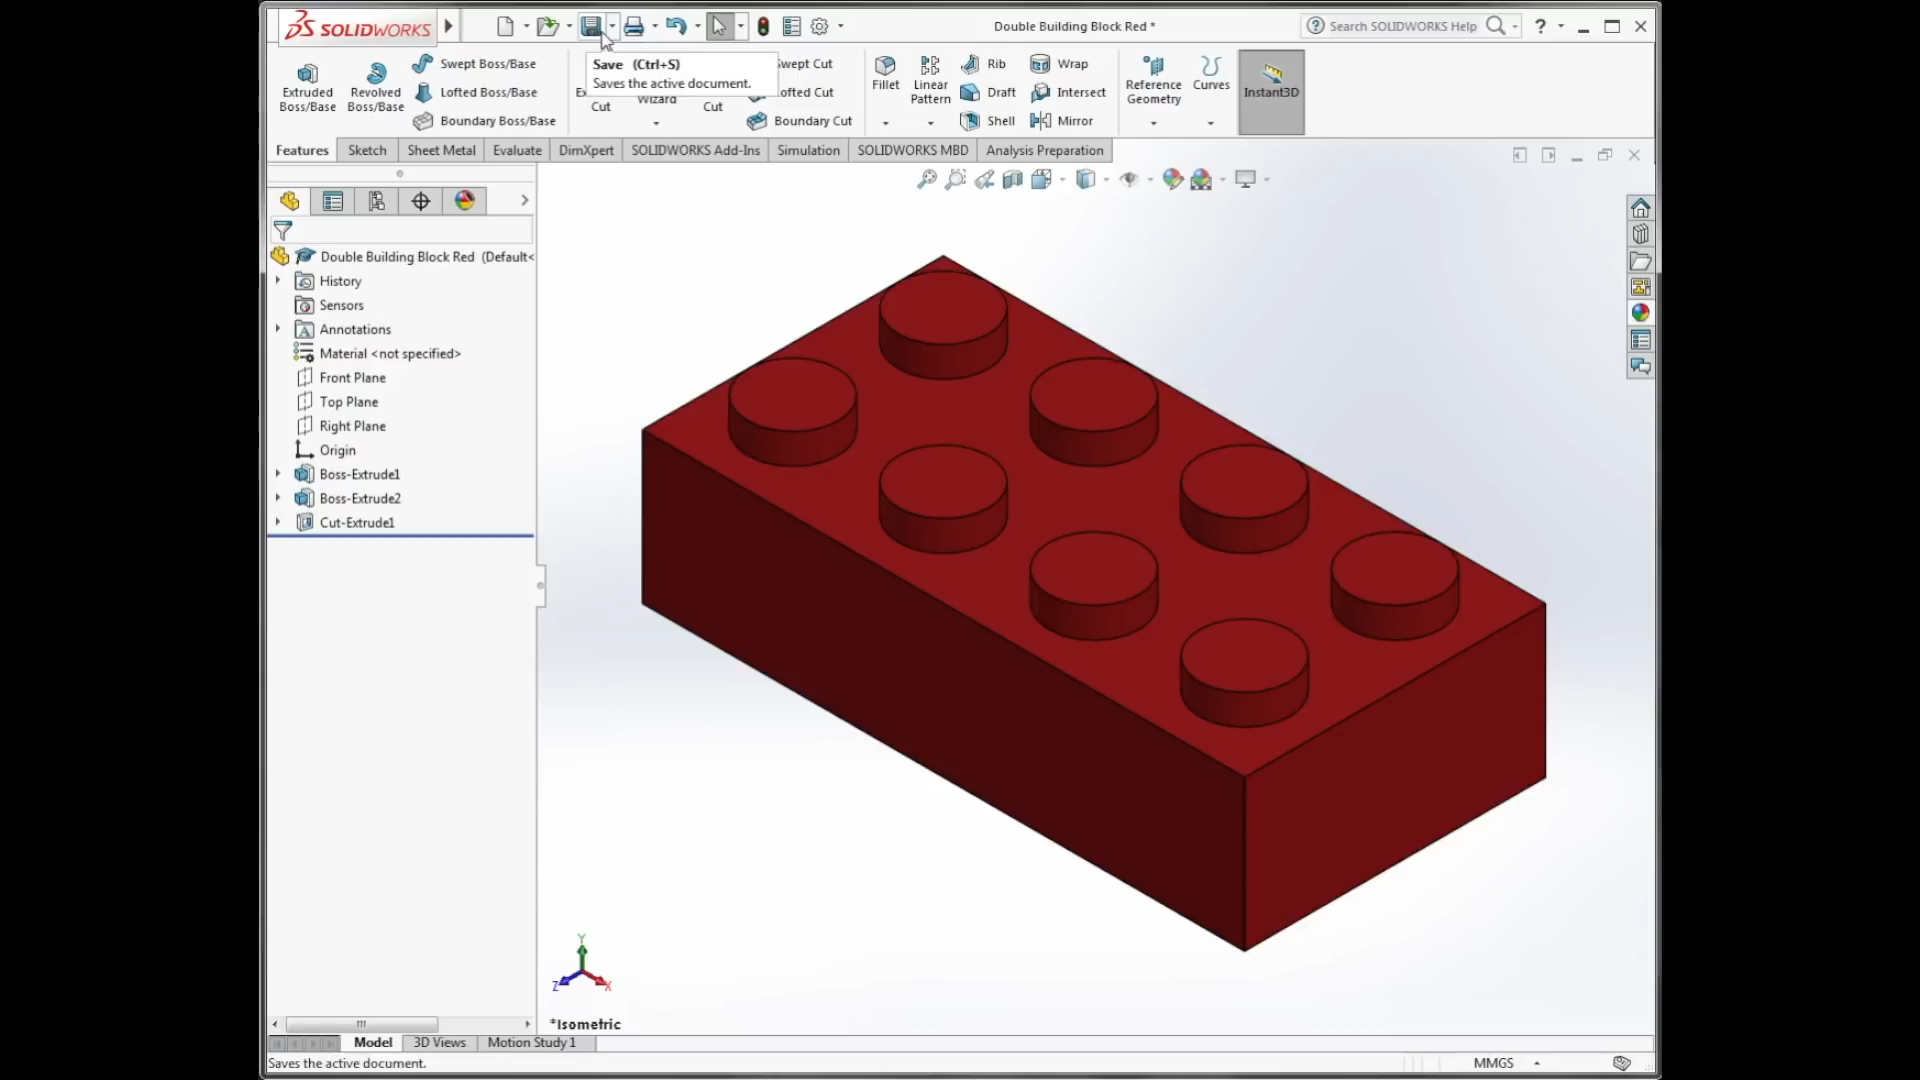 SOLIDWORKS
Double Building Block Red *
Search SOLIDWORKS Help
?
Save (Ctrl+S)
Saves the active document.
Extruded
Boss/Base
Revolved
Boss/Base
Swept Boss/Base
Lofted Boss/Base
Boundary Boss/Base
Cut
Wizard
Cut
Swept Cut
Lofted Cut
Boundary Cut
Fillet
Linear
Pattern
Rib
Draft
Shell
Wrap
Intersect
Mirror
Reference
Geometry
Curves
Instant3D
Features
Sketch
Sheet Metal
Evaluate
DimXpert
SOLIDWORKS Add-Ins
Simulation
SOLIDWORKS MBD
Analysis Preparation
Double Building Block Red (Default<
History
Sensors
Annotations
Material <not specified>
Front Plane
Top Plane
Right Plane
Origin
Boss-Extrude1
Boss-Extrude2
Cut-Extrude1
Y
Z
X
*Isometric
Model
3D Views
Motion Study 1
Saves the active document.
MMGS